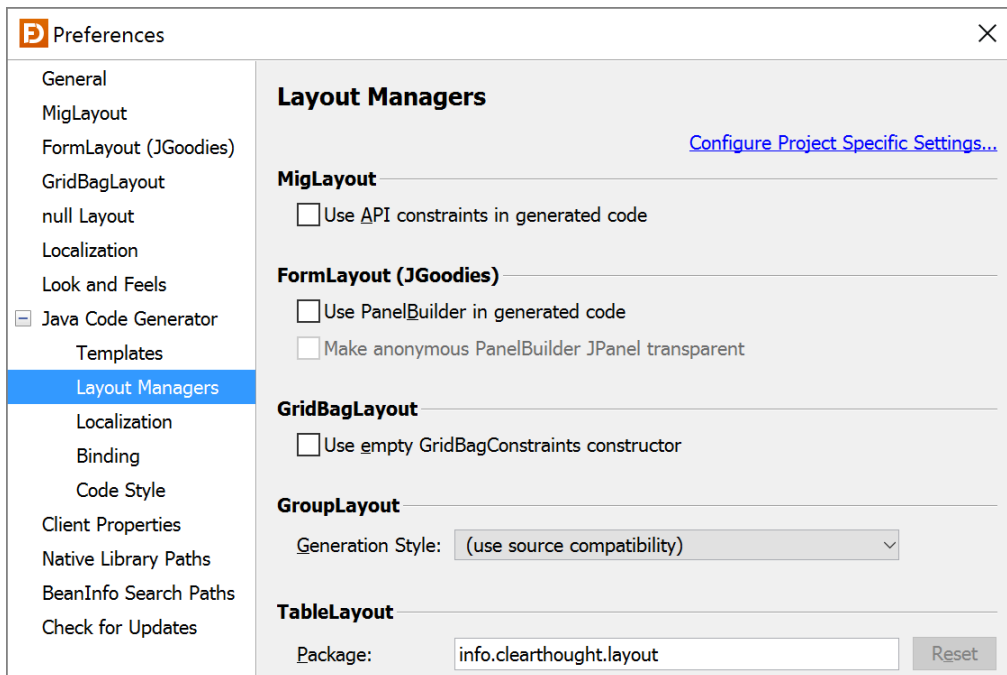 Preferences
General
MigLayout
FormLayout (JGoodies)
GridBagLayout
null Layout
Localization
Look and Feels
Java Code Generator
Templates
Layout Managers
Localization
Binding
Code Style
Client Properties
Native Library Paths
BeanInfo Search Paths
Check for Updates
Layout Managers
Configure Project Specific Settings...
MigLayout
Use API constraints in generated code
FormLayout (JGoodies)
Use PanelBuilder in generated code
Make anonymous PanelBuilder JPanel transparent
GridBagLayout
Use empty GridBagConstraints constructor
GroupLayout
Generation Style: (use source compatibility)
TableLayout
Package: info.clearthought.layout Reset